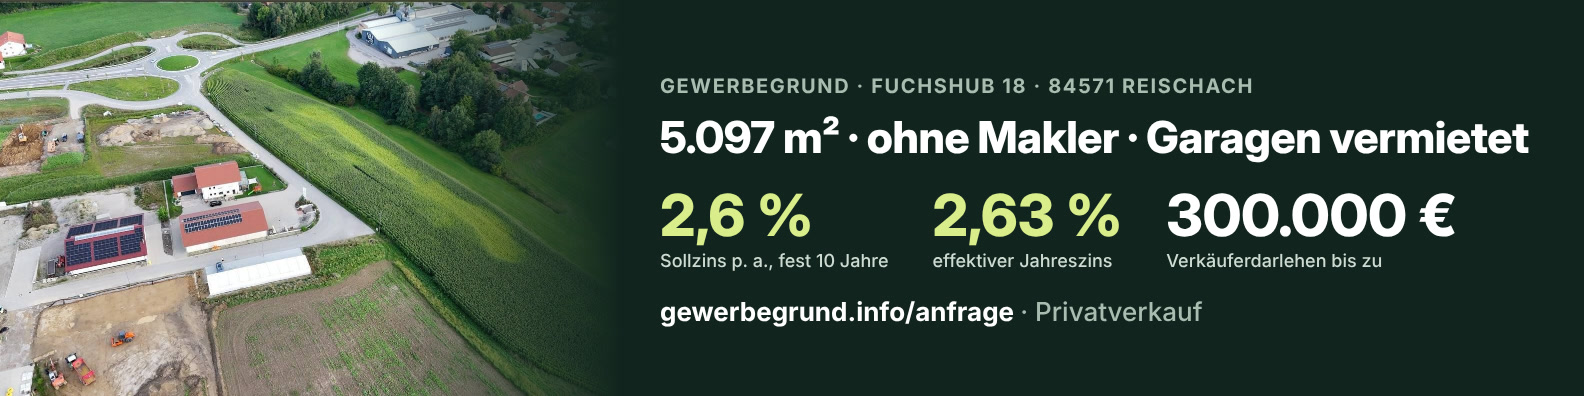 GEWERBEGRUND · FUCHSHUB 18 · 84571 REISCHACH
5.097 m² · ohne Makler · Garagen vermietet
2,6 % 2,63 % 300.000 €
Sollzins p. a., fest 10 Jahre effektiver Jahreszins Verkäuferdarlehen bis zu
gewerbegrund.info/anfrage · Privatverkauf